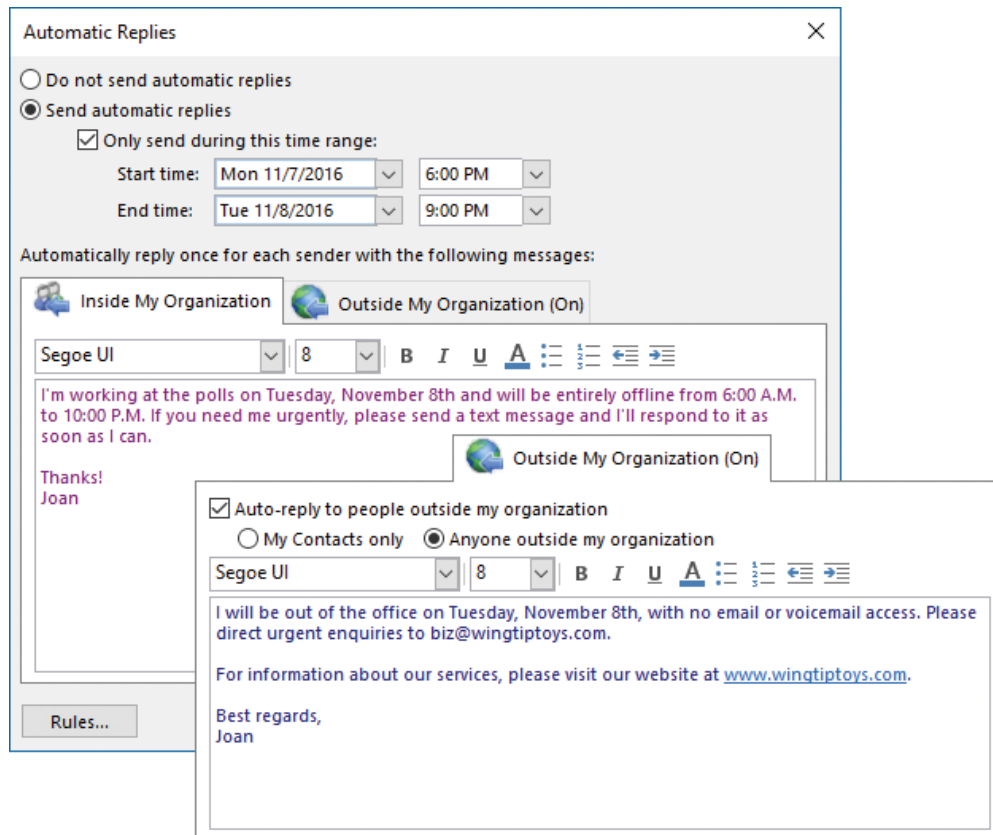 Automatic Replies
Do not send automatic replies
Send automatic replies
Only send during this time range:
Start time: Mon 11/7/2016 6:00 PM
End time: Tue 11/8/2016 9:00 PM
Automatically reply once for each sender with the following messages:
Inside My Organization Outside My Organization (On)
Segoe UI 8 B I U A
I'm working at the polls on Tuesday, November 8th and will be entirely offline from 6:00 A.M.
to 10:00 P.M. If you need me urgently, please send a text message and I'll respond to it as
soon as I can.
Thanks!
Joan
Outside My Organization (On)
Auto-reply to people outside my organization
My Contacts only Anyone outside my organization
Segoe UI 8 B I U A
I will be out of the office on Tuesday, November 8th, with no email or voicemail access. Please
direct urgent enquiries to biz@wingtiptoys.com.
For information about our services, please visit our website at www.wingtiptoys.com.
Best regards,
Joan
Rules...